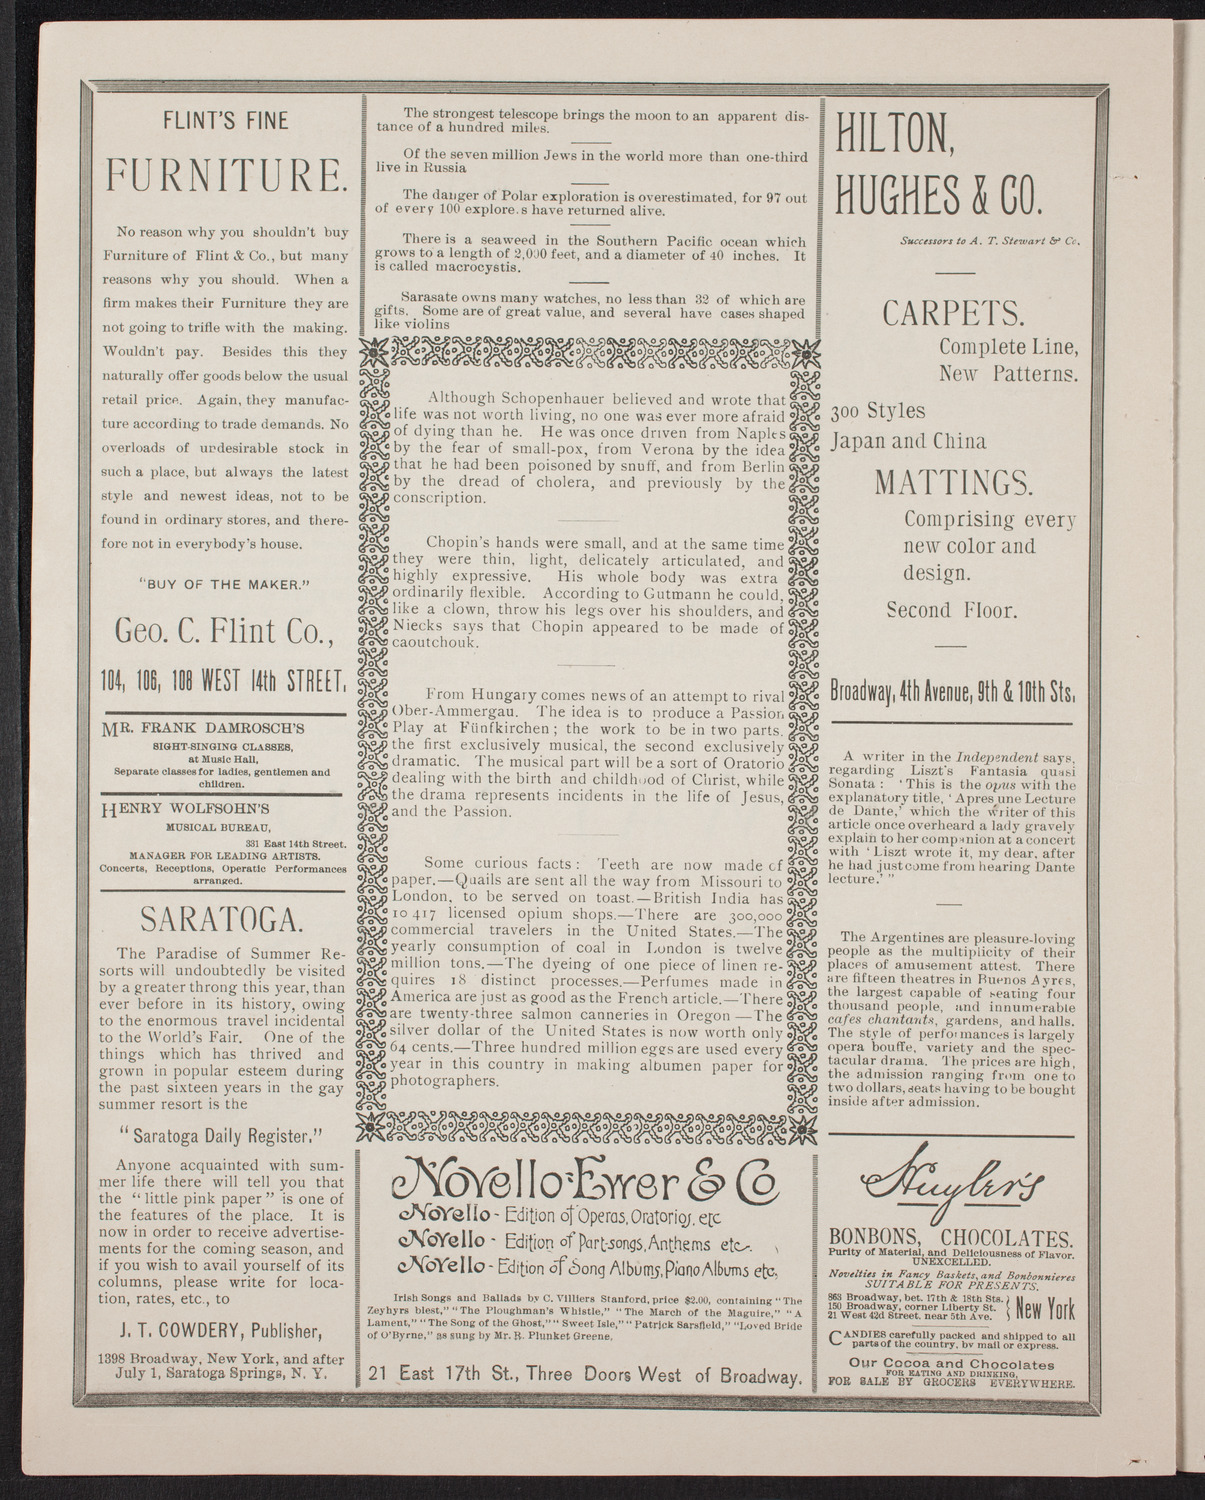 FLINT'S FINE
FURNITURE.
No reason why you shouldn't buy
Furniture of Flint & Co., but many
reasons why you should. When a
firm makes their Furniture they are
not going to trifle with the making.
Wouldn't pay. Besides this they
naturally offer goods below the usual
retail price. Again, they manufac-
ture according to trade demands. No
overloads of undesirable stock in
such a place, but always the latest
style and newest ideas, not to be
found in ordinary stores, and there-
fore not in everybody's house.
"BUY OF THE MAKER."
Geo. C. Flint Co.,
104, 106, 108 WEST 14th STREET.
MR. FRANK DAMROSCH'S
SIGHT-SINGING CLASSES,
at Music Hall,
Separate classes for ladies, gentlemen and
children.
HENRY WOLFSOHN'S
MUSICAL BUREAU,
331 East 14th Street.
MANAGER FOR LEADING ARTISTS.
Concerts, Receptions, Operatic Performances
arranged.
SARATOGA.
The Paradise of Summer Re-
sorts will undoubtedly be visited
by a greater throng this year, than
ever before in its history, owing
to the enormous travel incidental
to the World's Fair. One of the
things which has thrived and
grown in popular esteem during
the past sixteen years in the gay
summer resort is the
"Saratoga Daily Register."
Anyone acquainted with sum-
mer life there will tell you that
the "little pink paper" is one of
the features of the place. It is
now in order to receive advertise-
ments for the coming season, and
if you wish to avail yourself of its
columns, please write for loca-
tion, rates, etc., to
J. T. COWDERY, Publisher,
1398 Broadway, New York, and after
July 1, Saratoga Springs, N. Y.
The strongest telescope brings the moon to an apparent dis-
tance of a hundred miles.
Of the seven million Jews in the world more than one-third
live in Russia
The danger of Polar exploration is overestimated, for 97 out
of every 100 explore.s have returned alive.
There is a seaweed in the Southern Pacific ocean which
grows to a length of 2,000 feet, and a diameter of 40 inches. It
is called macrocystis.
Sarasate owns many watches, no less than 32 of which are
gifts. Some are of great value, and several have cases shaped
like violins
Although Schopenhauer believed and wrote that
life was not worth living, no one was ever more afraid
of dying than he. He was once driven from Naples
by the fear of small-pox, from Verona by the idea
that he had been poisoned by snuff, and from Berlin
by the dread of cholera, and previously by the
conscription.
Chopin's hands were small, and at the same time
they were thin, light, delicately articulated, and
highly expressive. His whole body was extra
ordinarily flexible. According to Gutmann he could,
like a clown, throw his legs over his shoulders, and
Niecks says that Chopin appeared to be made of
caoutchouk.
From Hungary comes news of an attempt to rival
Ober-Ammergau. The idea is to produce a Passion
Play at Fünfkirchen; the work to be in two parts.
the first exclusively musical, the second exclusively
dramatic. The musical part will be a sort of Oratorio
dealing with the birth and childhood of Christ, while
the drama represents incidents in the life of Jesus,
and the Passion.
Some curious facts: Teeth are now made of
paper.—Quails are sent all the way from Missouri to
London, to be served on toast.—British India has
10 417 licensed opium shops.—There are 300,000
commercial travelers in the United States.—The
yearly consumption of coal in London is twelve
million tons.—The dyeing of one piece of linen re-
quires 18 distinct processes.—Perfumes made in
America are just as good as the French article.—There
are twenty-three salmon canneries in Oregon—The
silver dollar of the United States is now worth only
64 cents.—Three hundred million eggs are used every
year in this country in making albumen paper for
photographers.
Novello Ewer & Co
Novello - Edition of Operas, Oratorios, etc
Novello - Edition of Part-songs, Anthems etc.
Novello - Edition of Song Albums, Piano Albums etc.
Irish Songs and Ballads by C. Villiers Stanford, price $2.00, containing "The
Zeyhyrs blest," "The Ploughman's Whistle," "The March of the Maguire," "A
Lament," "The Song of the Ghost," "Sweet Isle," "Patrick Sarsfield," "Loved Bride
of O'Byrne," as sung by Mr. B. Plunket Greene.
21 East 17th St., Three Doors West of Broadway.
HILTON,
HUGHES & CO.
Successors to A. T. Stewart & Co.
CARPETS.
Complete Line,
New Patterns.
300 Styles
Japan and China
MATTINGS.
Comprising every
new color and
design.
Second Floor.
Broadway, 4th Avenue, 9th & 10th Sts.
A writer in the Independent says,
regarding Liszt's Fantasia quasi
Sonata: 'This is the opus with the
explanatory title, 'Apres une Lecture
de Dante,' which the writer of this
article once overheard a lady gravely
explain to her companion at a concert
with 'Liszt wrote it, my dear, after
he had just come from hearing Dante
lecture.'"
The Argentines are pleasure-loving
people as the multiplicity of their
places of amusement attest. There
are fifteen theatres in Buenos Ayres,
the largest capable of seating four
thousand people, and innumerable
cafes chantants, gardens, and halls.
The style of performances is largely
opera bouffe, variety and the spec-
tacular drama. The prices are high,
the admission ranging from one to
two dollars, seats having to be bought
inside after admission.
Huyler's
BONBONS, CHOCOLATES.
Purity of Material, and Deliciousness of Flavor.
UNEXCELLED.
Novelties in Fancy Baskets, and Bonbonnieres
SUITABLE FOR PRESENTS.
863 Broadway, bet. 17th & 18th Sts.
150 Broadway, corner Liberty St.
21 West 42d Street. near 5th Ave.
New York
CANDIES carefully packed and shipped to all
parts of the country, by mail or express.
Our Cocoa and Chocolates
FOR EATING AND DRINKING,
FOR SALE BY GROCERS EVERYWHERE.